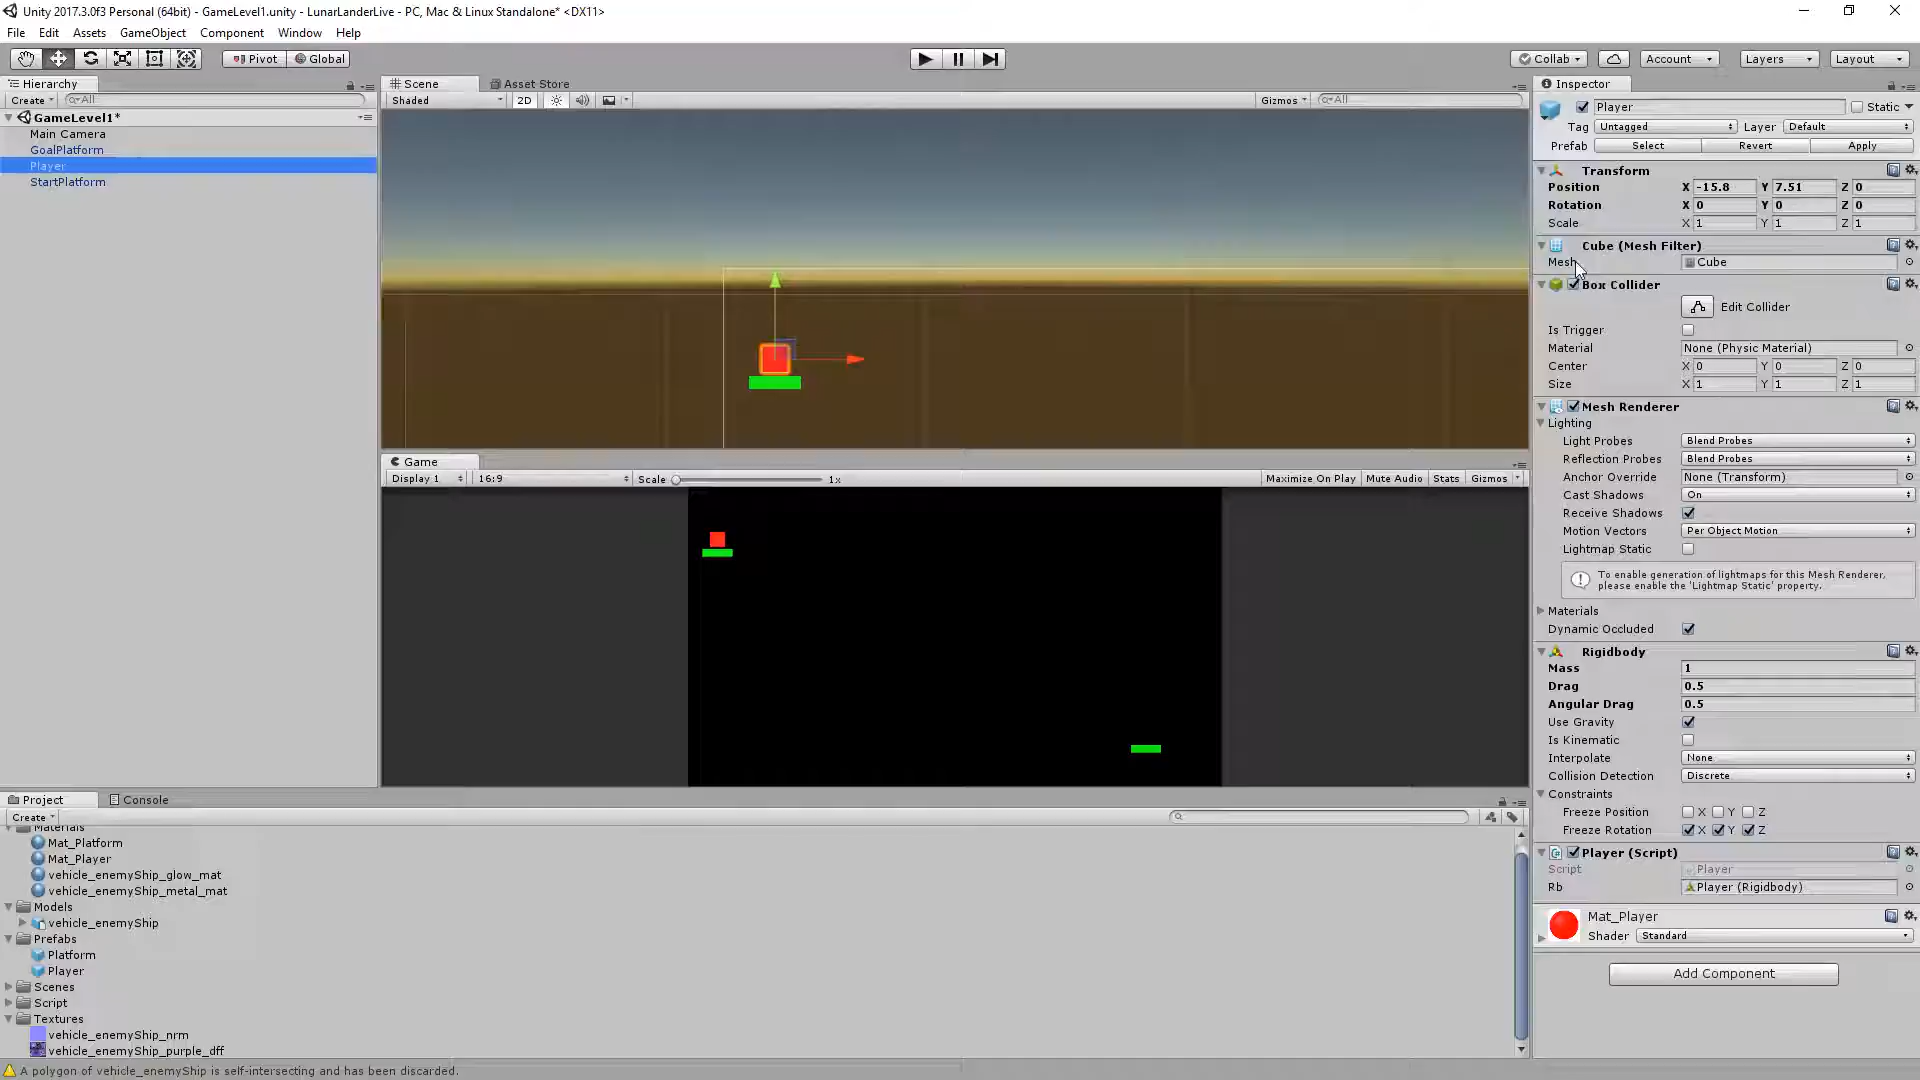 Unity 2017.3.0f3 Personal (64bit) - GameLevel1.unity - LunarLanderLive - PC, Mac & Linux Standalone* <DX11>
File Edit Assets GameObject Component Window Help
Pivot Global Collab Account Layers Layout
Hierarchy
Create All
GameLevel1*
Main Camera
GoalPlatform
Player
StartPlatform
Scene Asset Store
Shaded 2D Gizmos All
Game
Display 1 16:9 Scale 1x Maximize On Play Mute Audio Stats Gizmos
Project Console
Create
Materials
Mat_Platform
Mat_Player
vehicle_enemyShip_glow_mat
vehicle_enemyShip_metal_mat
Models
vehicle_enemyShip
Prefabs
Platform
Player
Scenes
Script
Textures
vehicle_enemyShip_nrm
vehicle_enemyShip_purple_dff
A polygon of vehicle_enemyShip is self-intersecting and has been discarded.
Inspector
Player Static
Tag Untagged Layer Default
Prefab Select Revert Apply
Transform
Position X -15.8 Y 7.51 Z 0
Rotation X 0 Y 0 Z 0
Scale X 1 Y 1 Z 1
Cube (Mesh Filter)
Mesh Cube
Box Collider
Edit Collider
Is Trigger
Material None (Physic Material)
Center X 0 Y 0 Z 0
Size X 1 Y 1 Z 1
Mesh Renderer
Lighting
Light Probes Blend Probes
Reflection Probes Blend Probes
Anchor Override None (Transform)
Cast Shadows On
Receive Shadows
Motion Vectors Per Object Motion
Lightmap Static
To enable generation of lightmaps for this Mesh Renderer,
please enable the 'Lightmap Static' property.
Materials
Dynamic Occluded
Rigidbody
Mass 1
Drag 0.5
Angular Drag 0.5
Use Gravity
Is Kinematic
Interpolate None
Collision Detection Discrete
Constraints
Freeze Position X Y Z
Freeze Rotation X Y Z
Player (Script)
Script Player
Rb Player (Rigidbody)
Mat_Player
Shader Standard
Add Component